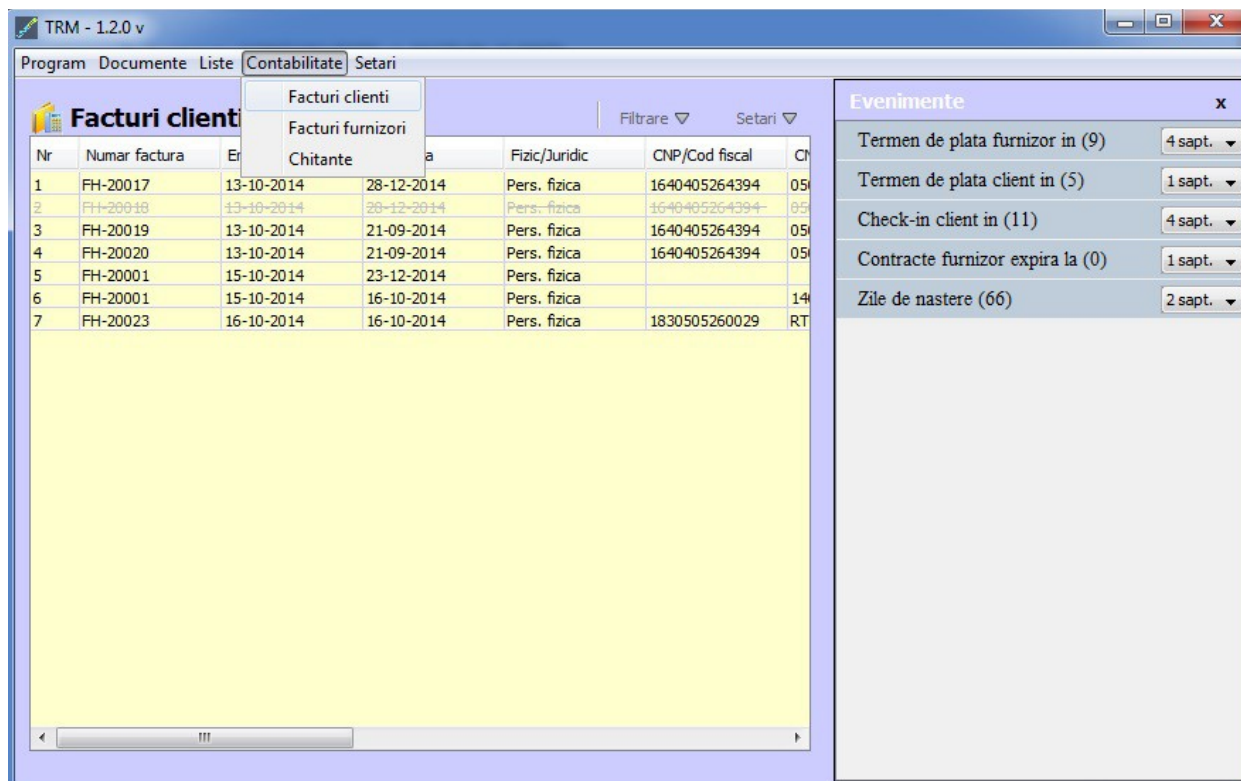 TRM - 1.2.0 v
Program Documente Liste Contabilitate Setari
Facturi clienti
Facturi furnizori
Chitante
Facturi clienti
Filtrare Setari
Nr Numar factura Fizic/Juridic CNP/Cod fiscal
1 FH-20017 13-10-2014 28-12-2014 Pers. fizica 1640405264394
2 FH-20018 13-10-2014 28-12-2014 Pers. fizica 1640405264394
3 FH-20019 13-10-2014 21-09-2014 Pers. fizica 1640405264394
4 FH-20020 13-10-2014 21-09-2014 Pers. fizica 1640405264394
5 FH-20001 15-10-2014 23-12-2014 Pers. fizica
6 FH-20001 15-10-2014 16-10-2014 Pers. fizica
7 FH-20023 16-10-2014 16-10-2014 Pers. fizica 1830505260029 RT
Evenimente x
Termen de plata furnizor in (9) 4 sapt.
Termen de plata client in (5) 1 sapt.
Check-in client in (11) 4 sapt.
Contracte furnizor expira la (0) 1 sapt.
Zile de nastere (66) 2 sapt.